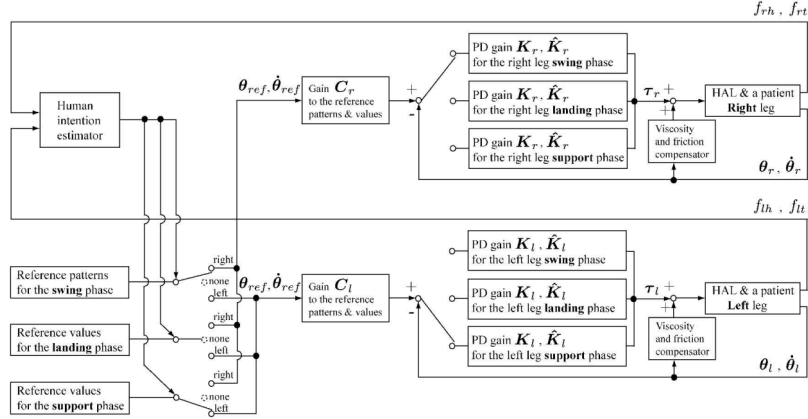 f_rh , f_rt
PD gain K_r , K̂_r
for the right leg swing phase
θ_ref, θ̇_ref
Gain C_r
to the reference
patterns & values
+
-
PD gain K_r , K̂_r
for the right leg landing phase
τ_r +
+
HAL & a patient
Right leg
Human
intention
estimator
PD gain K_r , K̂_r
for the right leg support phase
Viscosity
and friction
compensator
θ_r , θ̇_r
f_lh , f_lt
PD gain K_l , K̂_l
for the left leg swing phase
right
Reference patterns
for the swing phase
none
left
θ_ref, θ̇_ref
Gain C_l
to the reference
patterns & values
+
-
PD gain K_l , K̂_l
for the left leg landing phase
τ_l +
+
HAL & a patient
Left leg
right
Reference values
for the landing phase
none
left
PD gain K_l , K̂_l
for the left leg support phase
Viscosity
and friction
compensator
θ_l , θ̇_l
right
Reference values
for the support phase
none
left